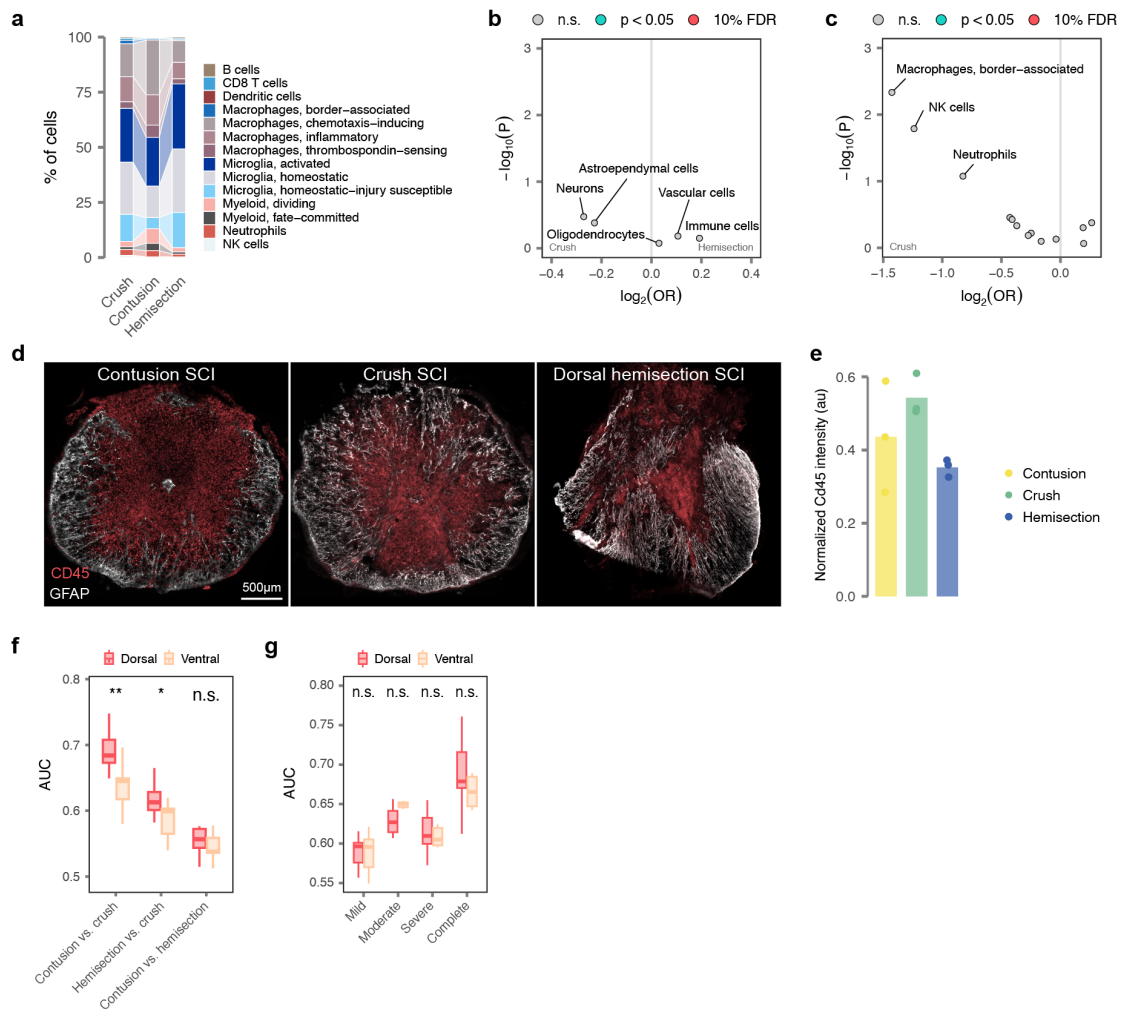 a
% of cells
100
75
50
25
0
Crush
Contusion
Hemisection
B cells
CD8 T cells
Dendritic cells
Macrophages, border−associated
Macrophages, chemotaxis−inducing
Macrophages, inflammatory
Macrophages, thrombospondin−sensing
Microglia, activated
Microglia, homeostatic
Microglia, homeostatic−injury susceptible
Myeloid, dividing
Myeloid, fate−committed
Neutrophils
NK cells
b
n.s. p < 0.05 10% FDR
−log10(P)
3
2
1
0
Astroependymal cells
Neurons
Vascular cells
Oligodendrocytes
Immune cells
Crush
Hemisection
−0.4 −0.2 0.0 0.2 0.4
log2(OR)
c
n.s. p < 0.05 10% FDR
−log10(P)
3
2
1
0
Macrophages, border−associated
NK cells
Neutrophils
Crush
−1.5 −1.0 −0.5 0.0
log2(OR)
d
Contusion SCI
Crush SCI
Dorsal hemisection SCI
CD45
GFAP
500μm
e
Normalized Cd45 intensity (au)
0.6
0.4
0.2
0.0
Contusion
Crush
Hemisection
f
Dorsal Ventral
AUC
0.8
0.7
0.6
0.5
** * n.s.
Contusion vs. crush
Hemisection vs. crush
Contusion vs. hemisection
g
Dorsal Ventral
AUC
0.80
0.75
0.70
0.65
0.60
0.55
n.s. n.s. n.s. n.s.
Mild
Moderate
Severe
Complete